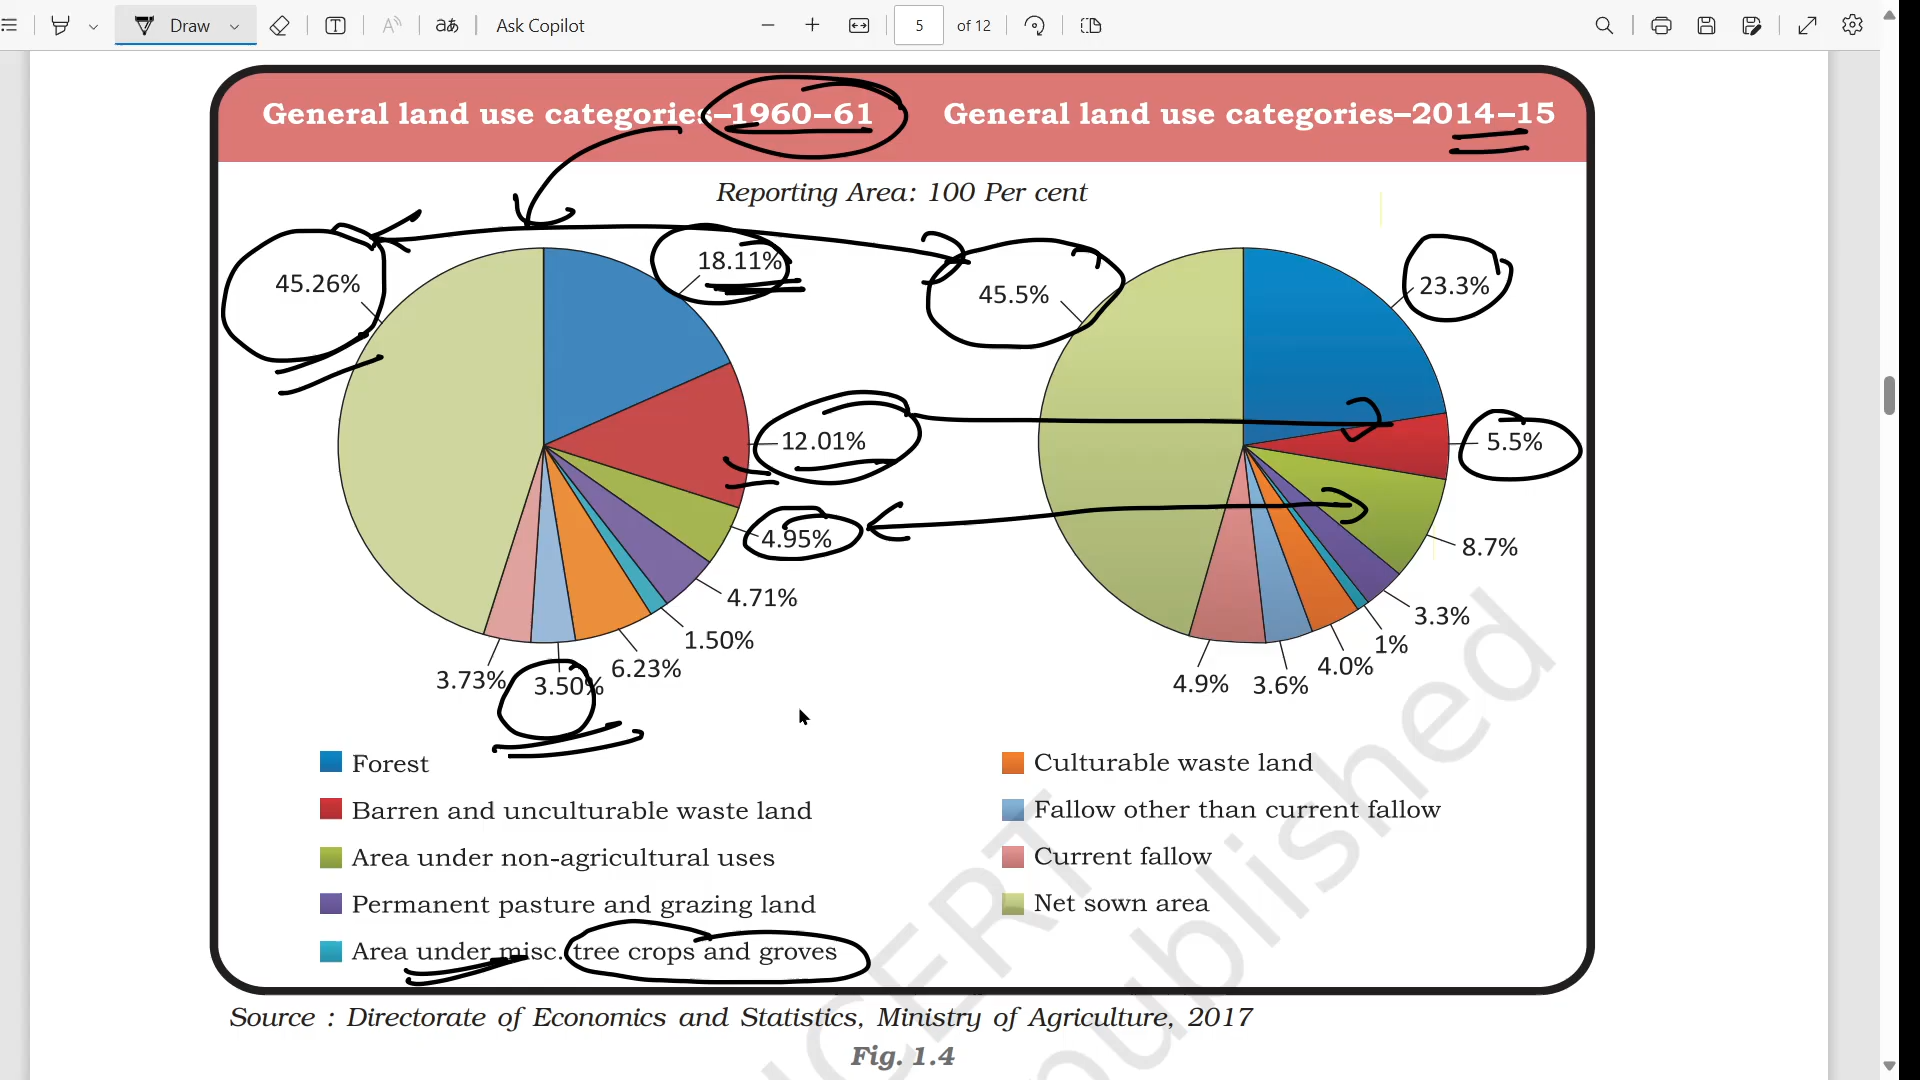 Draw
T
A
aあ
Ask Copilot
5 of 12
General land use categories–1960–61
General land use categories–2014–15
Reporting Area: 100 Per cent
45.26%
18.11%
12.01%
4.95%
4.71%
1.50%
6.23%
3.50%
3.73%
45.5%
23.3%
5.5%
8.7%
3.3%
1%
4.0%
3.6%
4.9%
Forest
Barren and unculturable waste land
Area under non-agricultural uses
Permanent pasture and grazing land
Area under misc. tree crops and groves
Culturable waste land
Fallow other than current fallow
Current fallow
Net sown area
Source : Directorate of Economics and Statistics, Ministry of Agriculture, 2017
Fig. 1.4
NCERT
published